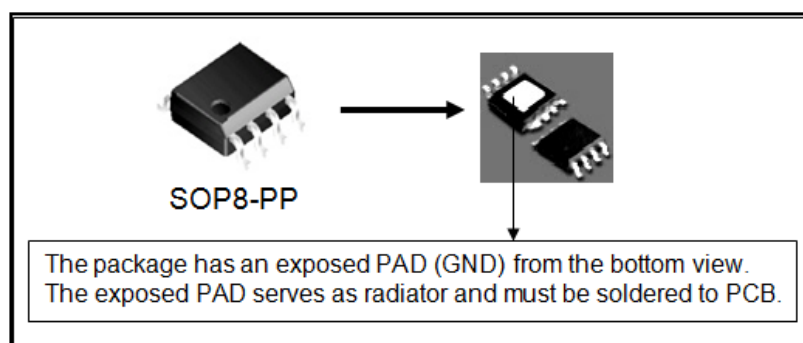 SOP8-PP
The package has an exposed PAD (GND) from the bottom view.
The exposed PAD serves as radiator and must be soldered to PCB.